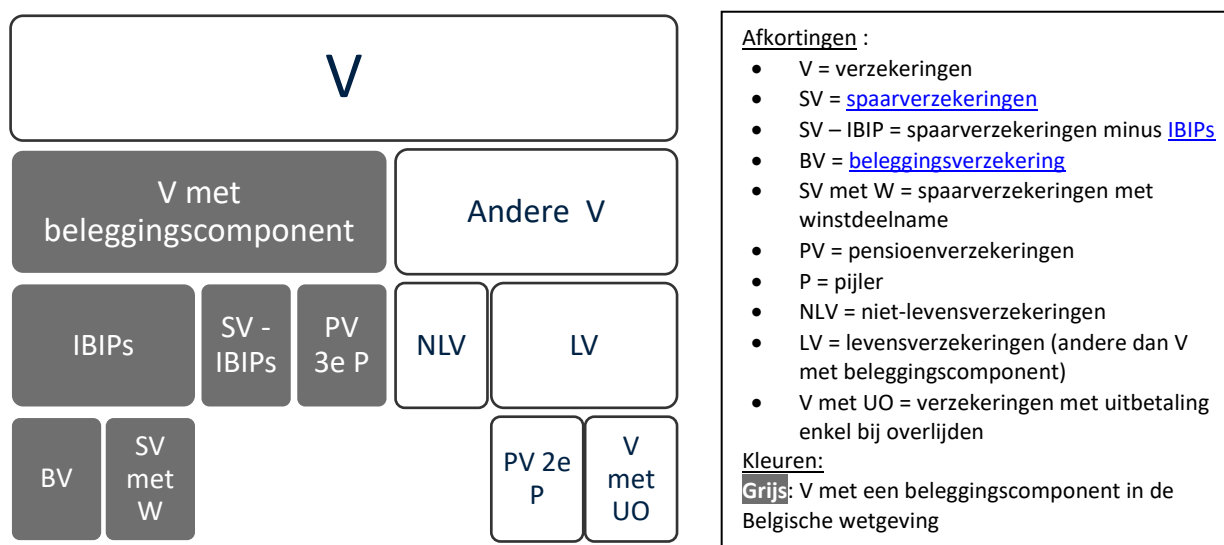 V
V met
beleggingscomponent
Andere V
IBIPs
SV -
IBIPs
PV
3e P
NLV
LV
BV
SV
met
W
PV 2e
P
V
met
UO
Afkortingen :
• V = verzekeringen
• SV = spaarverzekeringen
• SV – IBIP = spaarverzekeringen minus IBIPs
• BV = beleggingsverzekering
• SV met W = spaarverzekeringen met
winstdeelname
• PV = pensioenverzekeringen
• P = pijler
• NLV = niet-levensverzekeringen
• LV = levensverzekeringen (andere dan V
met beleggingscomponent)
• V met UO = verzekeringen met uitbetaling
enkel bij overlijden
Kleuren:
Grijs: V met een beleggingscomponent in de
Belgische wetgeving